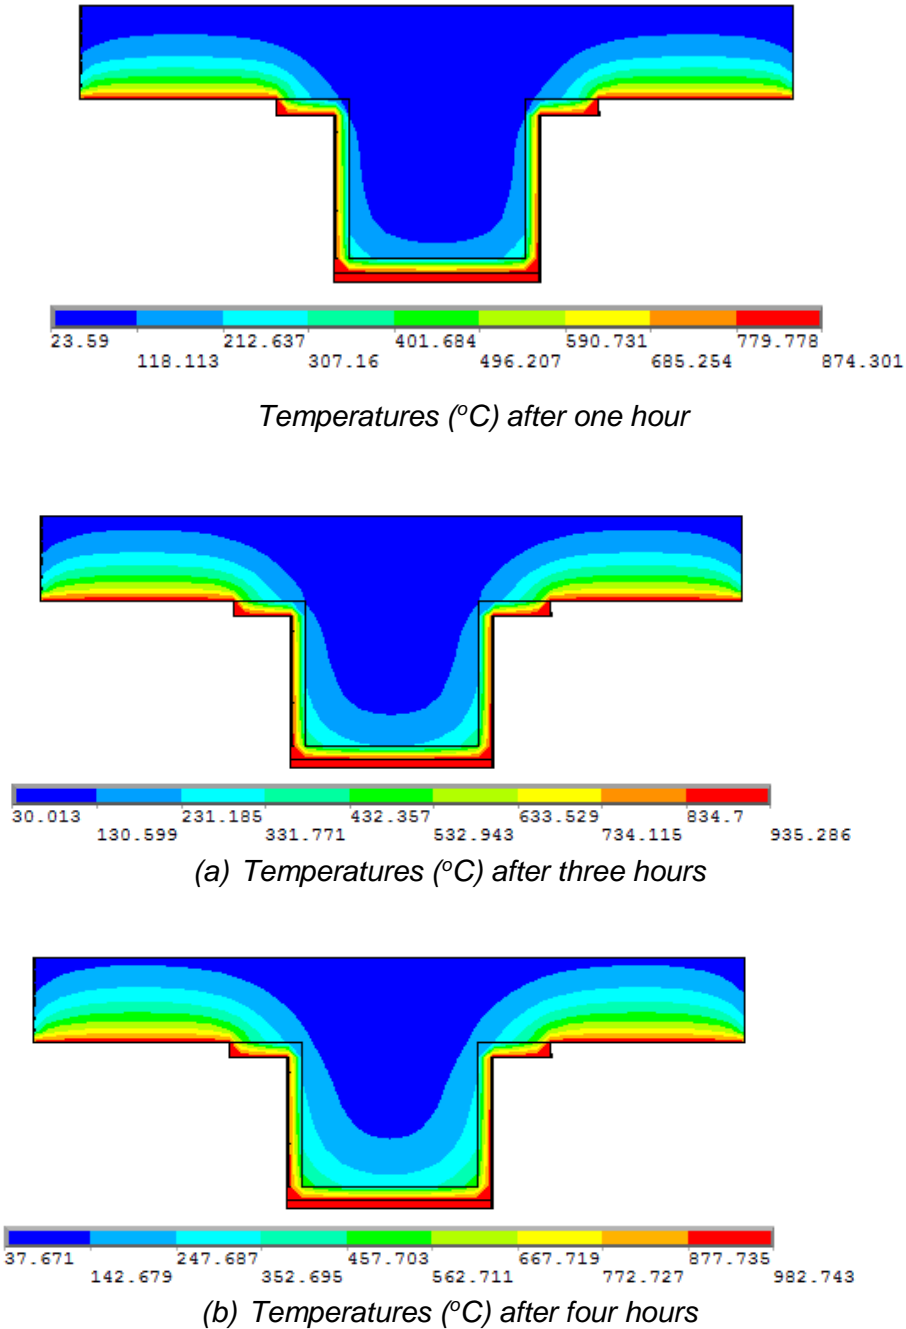 23.59 212.637 401.684 590.731 779.778
118.113 307.16 496.207 685.254 874.301
Temperatures (°C) after one hour
30.013 231.185 432.357 633.529 834.7
130.599 331.771 532.943 734.115 935.286
(a) Temperatures (°C) after three hours
37.671 247.687 457.703 667.719 877.735
142.679 352.695 562.711 772.727 982.743
(b) Temperatures (°C) after four hours